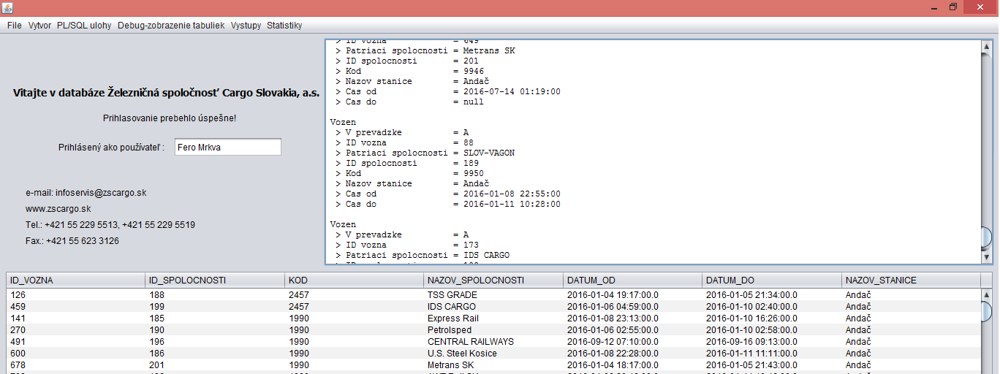 File Vytvor PL/SQL ulohy Debug-zobrazenie tabuliek Vystupy Statistiky
Vitajte v databáze Železničná spoločnosť Cargo Slovakia, a.s.
Prihlasovanie prebehlo úspešne!
Prihlásený ako používateľ : Fero Mrkva
e-mail: infoservis@zscargo.sk
www.zscargo.sk
Tel.: +421 55 229 5513, +421 55 229 5519
Fax.: +421 55 623 3126
> ID vozna = 649
> Patriaci spolocnosti = Metrans SK
> ID spolocnosti = 201
> Kod = 9946
> Nazov stanice = Andač
> Cas od = 2016-07-14 01:19:00
> Cas do = null
Vozen
> V prevadzke = A
> ID vozna = 88
> Patriaci spolocnosti = SLOV-VAGON
> ID spolocnosti = 189
> Kod = 9950
> Nazov stanice = Andač
> Cas od = 2016-01-08 22:55:00
> Cas do = 2016-01-11 10:28:00
Vozen
> V prevadzke = A
> ID vozna = 173
> Patriaci spolocnosti = IDS CARGO
ID_VOZNA ID_SPOLOCNOSTI KOD NAZOV_SPOLOCNOSTI DATUM_OD DATUM_DO NAZOV_STANICE
126 188 2457 TSS GRADE 2016-01-04 19:17:00.0 2016-01-05 21:34:00.0 Andač
459 199 2457 IDS CARGO 2016-01-06 04:59:00.0 2016-01-10 02:40:00.0 Andač
141 185 1990 Express Rail 2016-01-08 23:13:00.0 2016-01-10 16:26:00.0 Andač
270 190 1990 Petrolsped 2016-01-06 02:55:00.0 2016-01-10 02:58:00.0 Andač
491 196 1990 CENTRAL RAILWAYS 2016-09-12 07:10:00.0 2016-09-16 09:13:00.0 Andač
600 186 1990 U.S. Steel Kosice 2016-01-08 22:28:00.0 2016-01-11 11:11:00.0 Andač
678 201 1990 Metrans SK 2016-01-04 18:17:00.0 2016-01-05 21:43:00.0 Andač